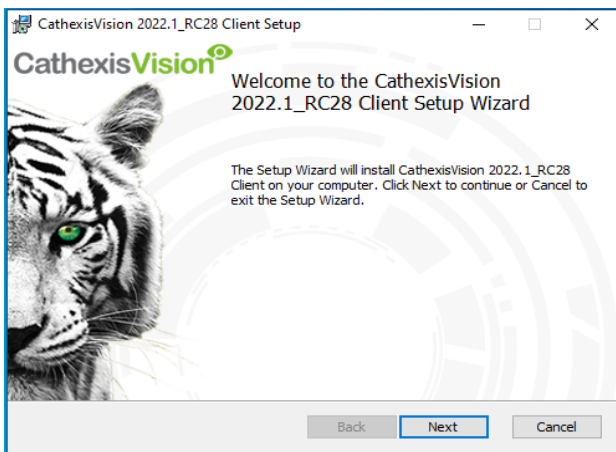 CathexisVision 2022.1_RC28 Client Setup
CathexisVision
Welcome to the CathexisVision
2022.1_RC28 Client Setup Wizard
The Setup Wizard will install CathexisVision 2022.1_RC28
Client on your computer. Click Next to continue or Cancel to
exit the Setup Wizard.
Back
Next
Cancel